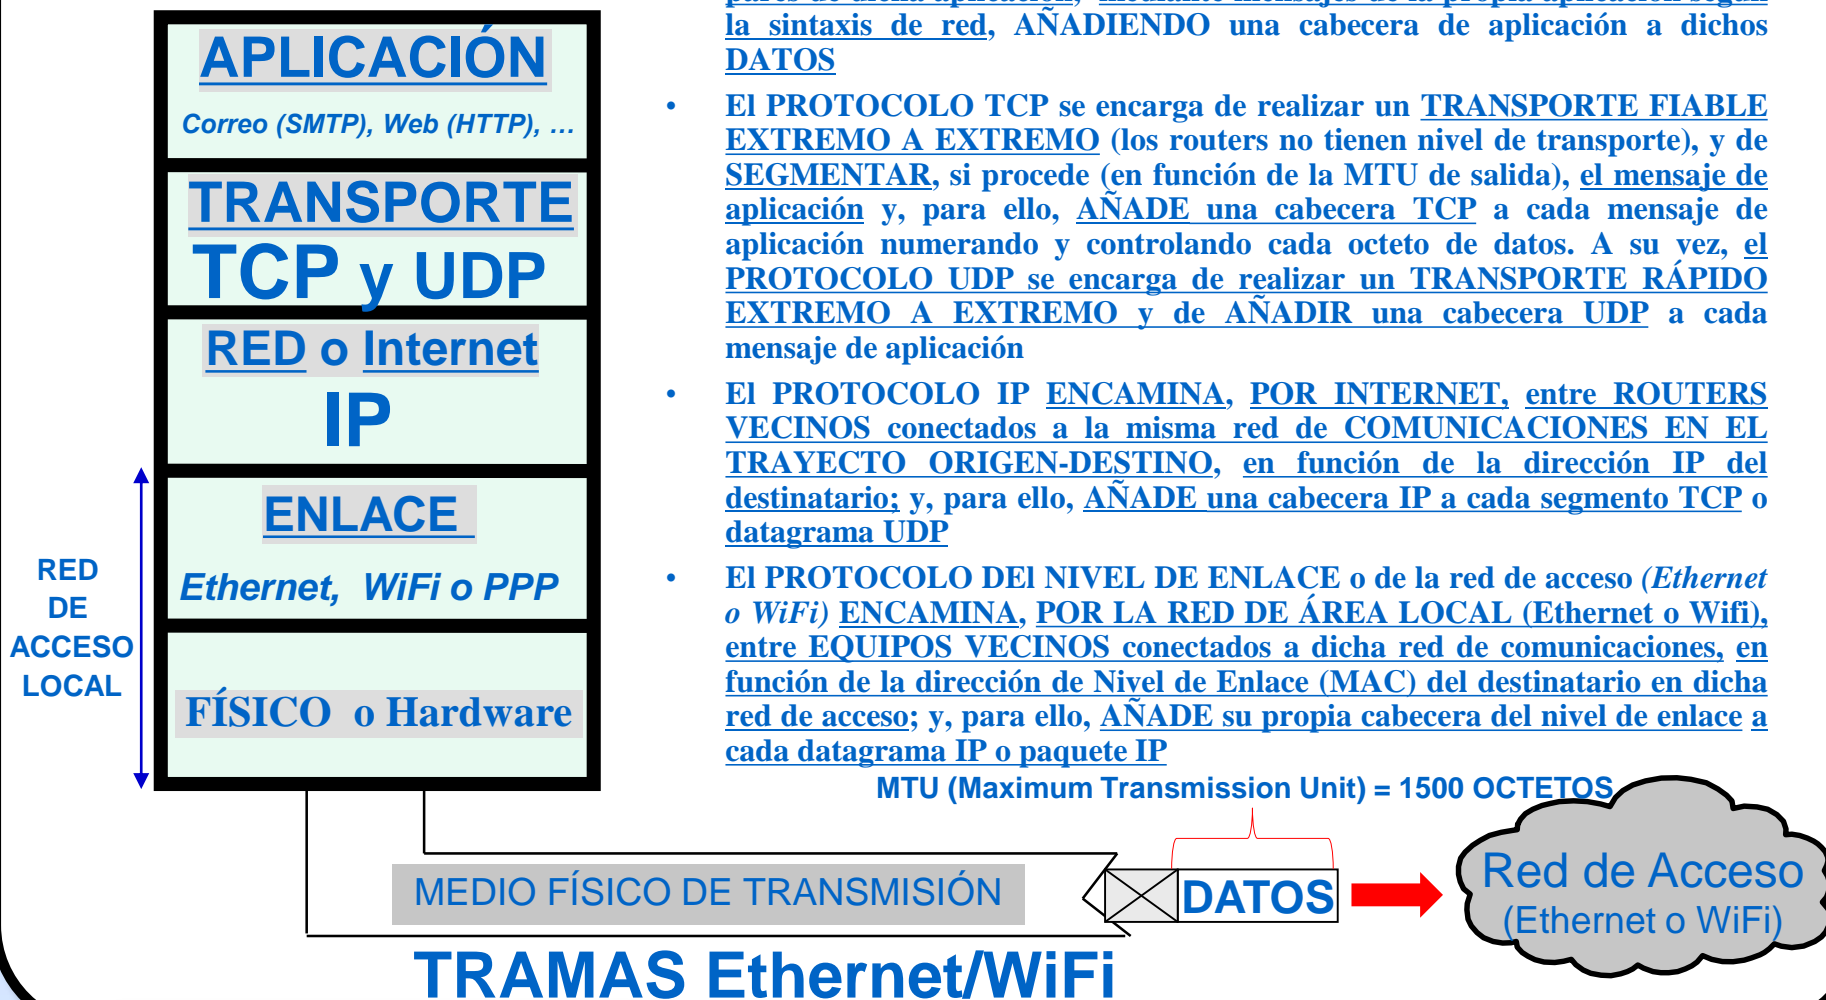 APLICACIÓN
Correo (SMTP), Web (HTTP), …
TRANSPORTE
TCP y UDP
RED o Internet
IP
ENLACE
Ethernet, WiFi o PPP
FÍSICO o Hardware
RED
DE
ACCESO
LOCAL
pares de dicha aplicación, mediante mensajes de la propia aplicación según
la sintaxis de red, AÑADIENDO una cabecera de aplicación a dichos
DATOS
• El PROTOCOLO TCP se encarga de realizar un TRANSPORTE FIABLE
EXTREMO A EXTREMO (los routers no tienen nivel de transporte), y de
SEGMENTAR, si procede (en función de la MTU de salida), el mensaje de
aplicación y, para ello, AÑADE una cabecera TCP a cada mensaje de
aplicación numerando y controlando cada octeto de datos. A su vez, el
PROTOCOLO UDP se encarga de realizar un TRANSPORTE RÁPIDO
EXTREMO A EXTREMO y de AÑADIR una cabecera UDP a cada
mensaje de aplicación
• El PROTOCOLO IP ENCAMINA, POR INTERNET, entre ROUTERS
VECINOS conectados a la misma red de COMUNICACIONES EN EL
TRAYECTO ORIGEN-DESTINO, en función de la dirección IP del
destinatario; y, para ello, AÑADE una cabecera IP a cada segmento TCP o
datagrama UDP
• El PROTOCOLO DEl NIVEL DE ENLACE o de la red de acceso (Ethernet
o WiFi) ENCAMINA, POR LA RED DE ÁREA LOCAL (Ethernet o Wifi),
entre EQUIPOS VECINOS conectados a dicha red de comunicaciones, en
función de la dirección de Nivel de Enlace (MAC) del destinatario en dicha
red de acceso; y, para ello, AÑADE su propia cabecera del nivel de enlace a
cada datagrama IP o paquete IP
MTU (Maximum Transmission Unit) = 1500 OCTETOS
MEDIO FÍSICO DE TRANSMISIÓN
DATOS
Red de Acceso
(Ethernet o WiFi)
TRAMAS Ethernet/WiFi